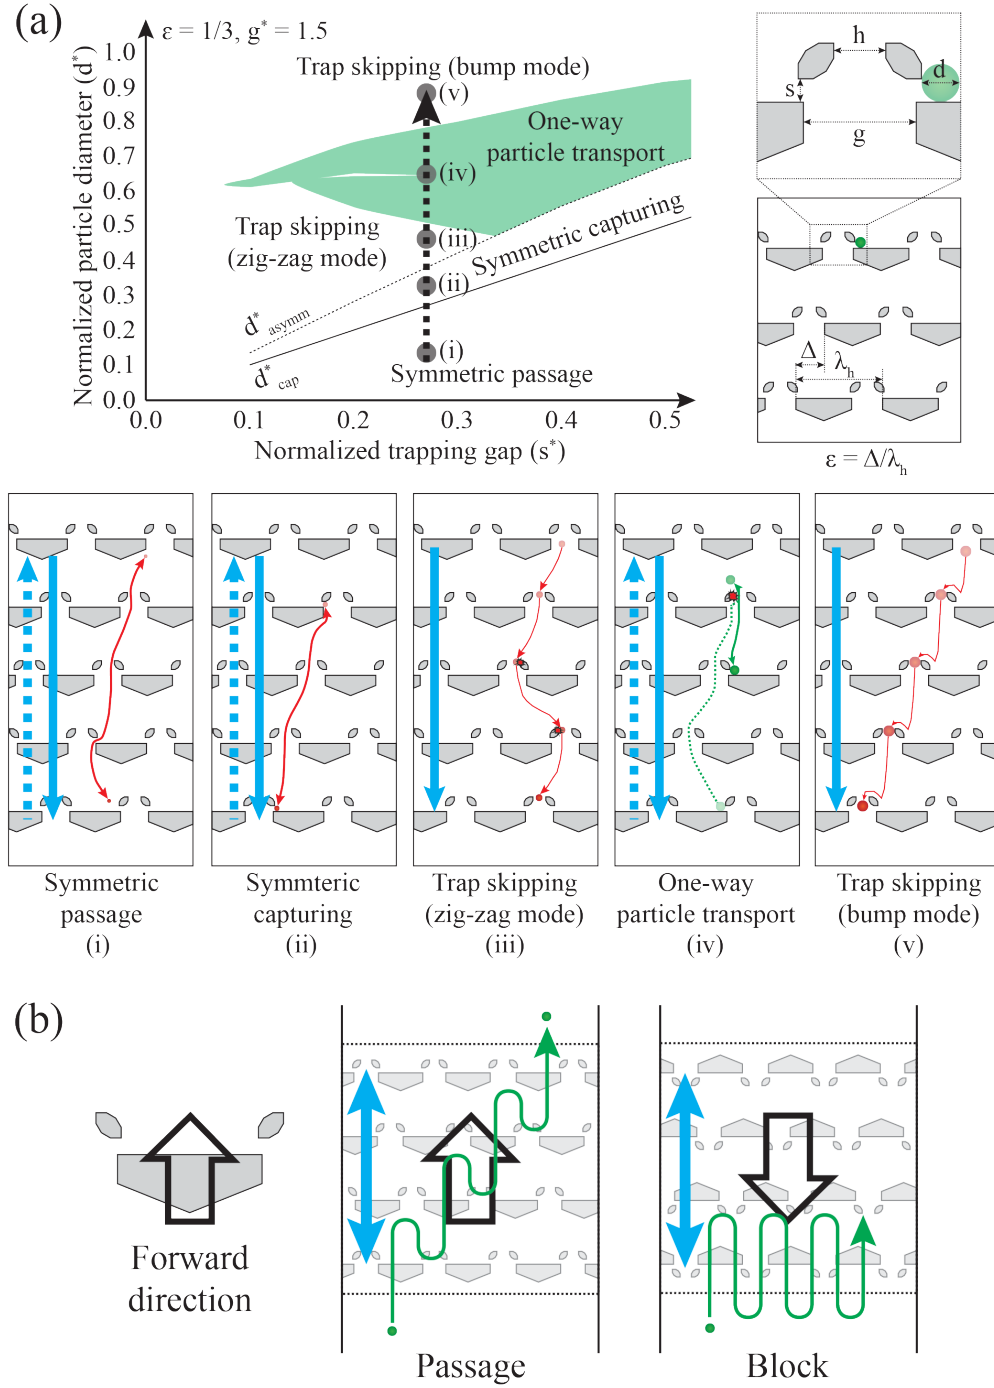 (a)
ε = 1/3, g* = 1.5
Normalized particle diameter (d*)
1.0
0.9
0.8
0.7
0.6
0.5
0.4
0.3
0.2
0.1
0.0
Trap skipping (bump mode)
(v)
One-way
particle transport
(iv)
Trap skipping
(zig-zag mode)
(iii)
Symmetric capturing
(ii)
d*asymm
d*cap
(i)
Symmetric passage
0.0
0.1
0.2
0.3
0.4
0.5
Normalized trapping gap (s*)
h
d
s
g
Δ
λh
ε = Δ/λh
Symmetric
passage
(i)
Symmteric
capturing
(ii)
Trap skipping
(zig-zag mode)
(iii)
One-way
particle transport
(iv)
Trap skipping
(bump mode)
(v)
(b)
Forward
direction
Passage
Block